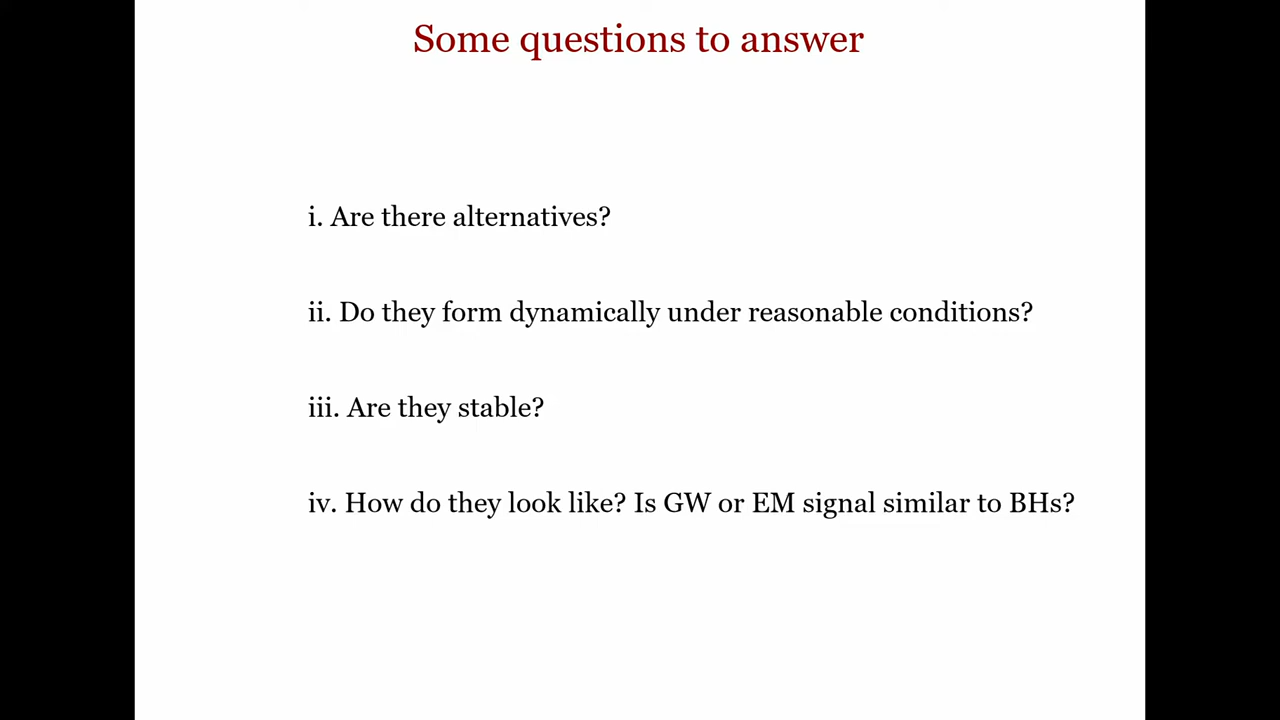 Some questions to answer
i. Are there alternatives?
ii. Do they form dynamically under reasonable conditions?
iii. Are they stable?
iv. How do they look like? Is GW or EM signal similar to BHs?